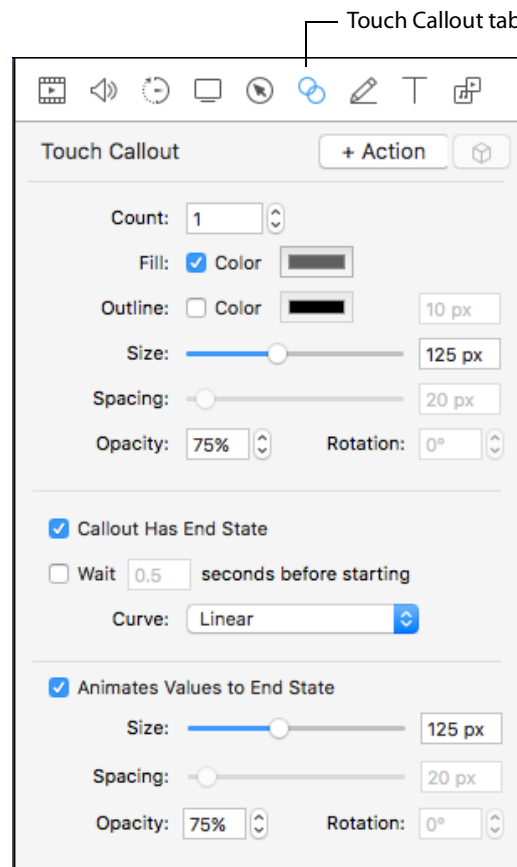 Touch Callout tab
Touch Callout + Action
Count: 1
Fill: Color
Outline: Color 10 px
Size: 125 px
Spacing: 20 px
Opacity: 75% Rotation: 0°
Callout Has End State
Wait 0.5 seconds before starting
Curve: Linear
Animates Values to End State
Size: 125 px
Spacing: 20 px
Opacity: 75% Rotation: 0°